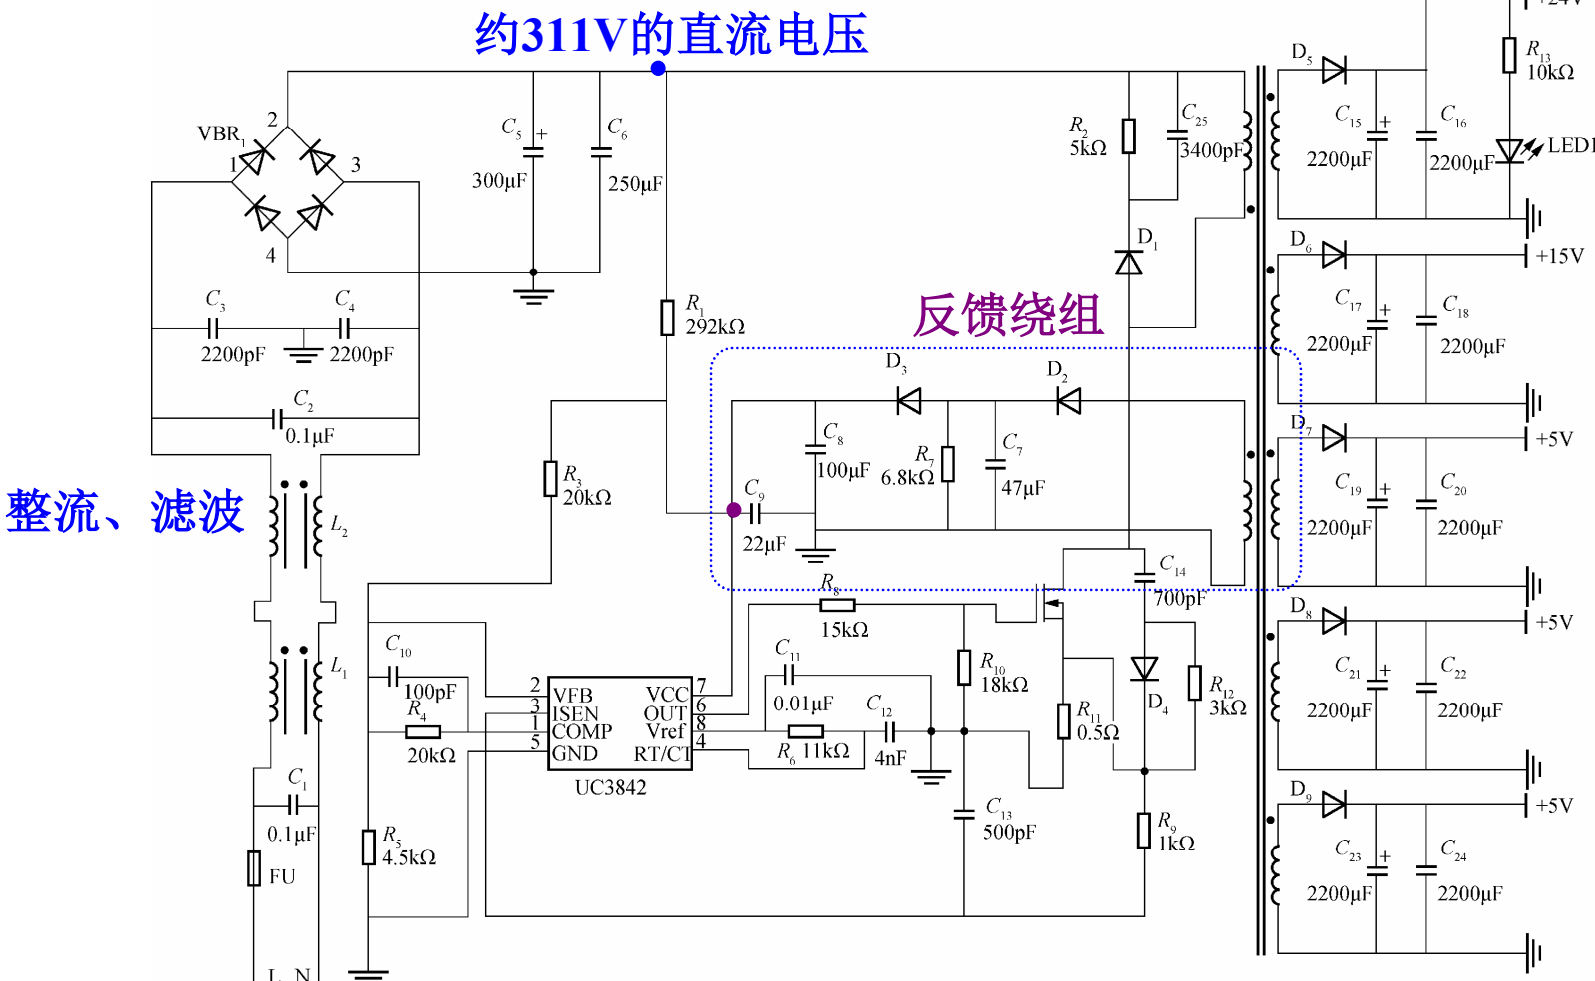 约311V的直流电压
+24V
D5
R13
10kΩ
VBR1
2
1
3
4
C5 +
300μF
C6
250μF
R2
5kΩ
C25
3400pF
C15 +
2200μF
C16
2200μF
LED1
D1
D6
+15V
C3
2200pF
C4
2200pF
R1
292kΩ
反馈绕组
C17 +
2200μF
C18
2200μF
D3
D2
C2
0.1μF
D7
+5V
C8
100μF
R7
6.8kΩ
C7
47μF
R3
20kΩ
C9
22μF
C19 +
2200μF
C20
2200μF
整流、滤波
L2
C14
700pF
R8
15kΩ
D8
+5V
C10
100pF
L1
C11
0.01μF
R10
18kΩ
C21 +
2200μF
C22
2200μF
2
3
1
5
VFB
ISEN
COMP
GND
VCC
OUT
Vref
RT/CT
7
6
8
4
UC3842
R4
20kΩ
C12
4nF
R6 11kΩ
R11
0.5Ω
D4
R12
3kΩ
C1
0.1μF
FU
R5
4.5kΩ
C13
500pF
R9
1kΩ
D9
+5V
C23 +
2200μF
C24
2200μF
L N